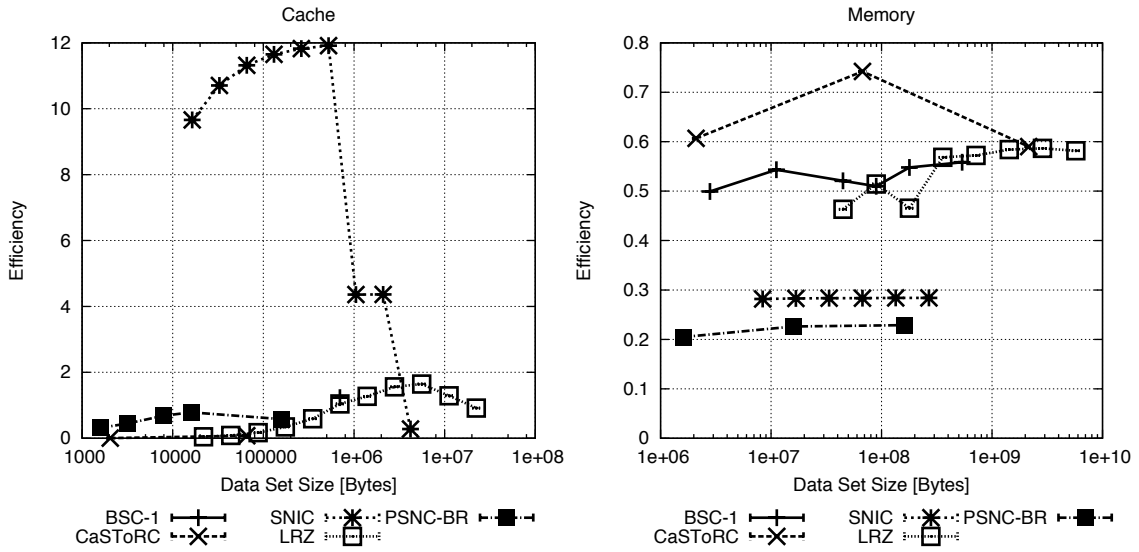 Cache
Efficiency
12
10
8
6
4
2
0
1000 10000 100000 1e+06 1e+07 1e+08
Data Set Size [Bytes]
BSC-1 SNIC PSNC-BR
CaSToRC LRZ
Memory
Efficiency
0.8
0.7
0.6
0.5
0.4
0.3
0.2
0.1
0
1e+06 1e+07 1e+08 1e+09 1e+10
Data Set Size [Bytes]
BSC-1 SNIC PSNC-BR
CaSToRC LRZ